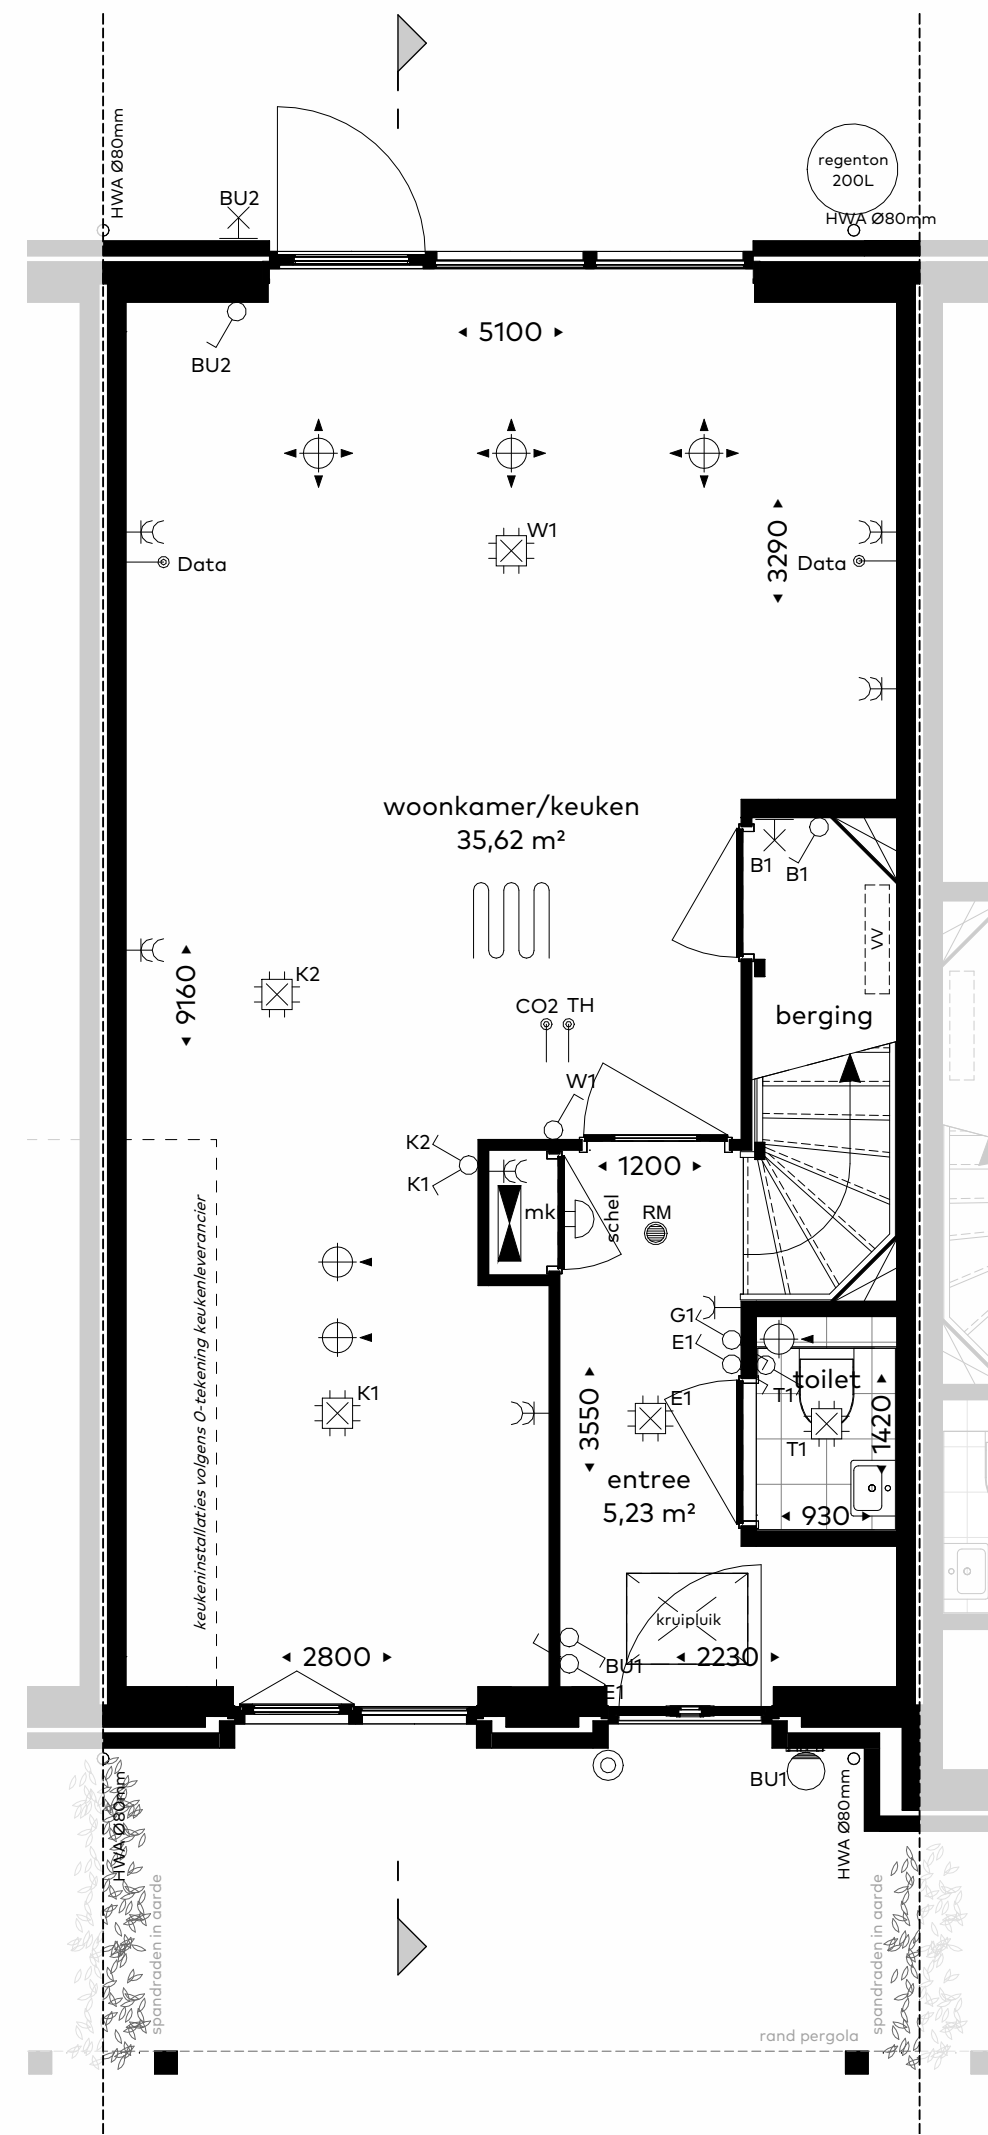 HWA Ø80mm
BU2
regenton
200L
HWA Ø80mm
5100
BU2
W1
Data
3290
Data
woonkamer/keuken
35,62 m²
B1
B1
VV
9160
K2
CO2
TH
berging
W1
K2
K1
1200
mk
schel
RM
keukeninstallaties volgens 0-tekening keukenleverancier
G1
E1
toilet
T1
K1
E1
3550
1420
T1
entree
5,23 m²
930
kruipluik
2800
BU1
2230
E1
BU1
HWA Ø80mm
HWA Ø80mm
spandraden in aarde
spandraden in aarde
rand pergola